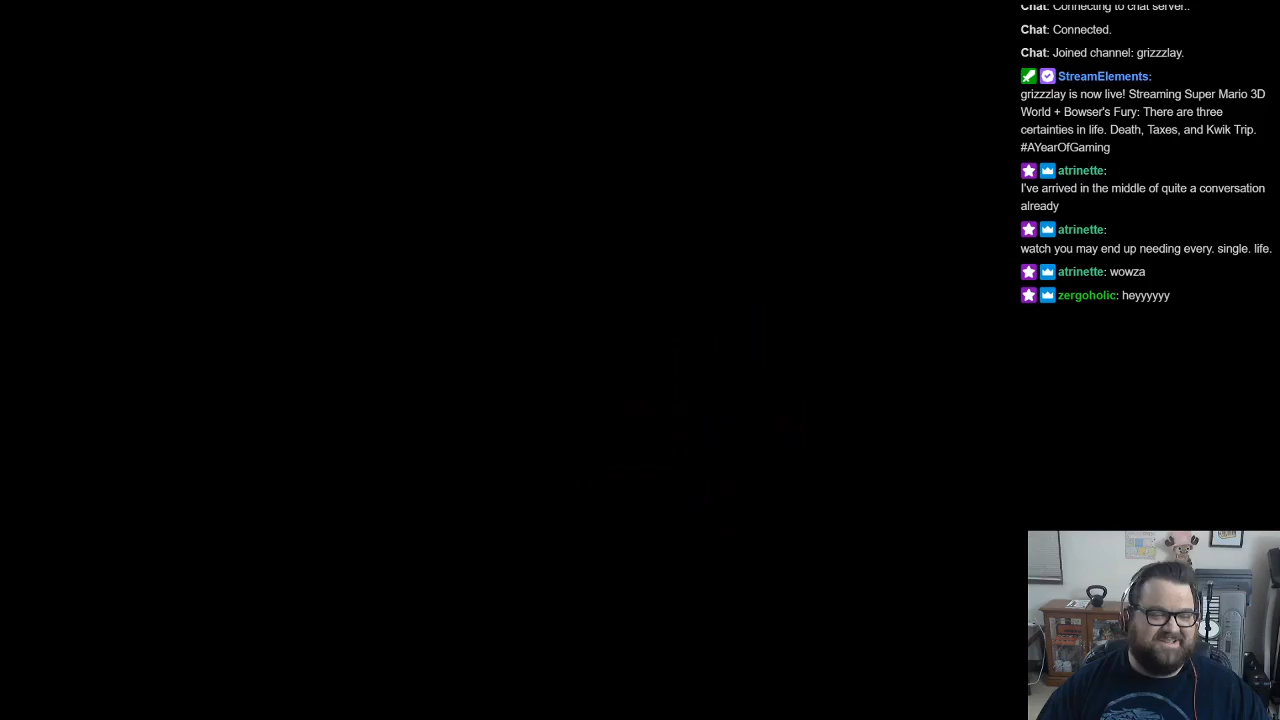 Chat: Connecting to chat server..
Chat: Connected.
Chat: Joined channel: grizzzlay.
StreamElements:
grizzzlay is now live! Streaming Super Mario 3D
World + Bowser's Fury: There are three
certainties in life. Death, Taxes, and Kwik Trip.
#AYearOfGaming
atrinette:
I've arrived in the middle of quite a conversation
already
atrinette:
watch you may end up needing every. single. life.
atrinette: wowza
zergoholic: heyyyyyy